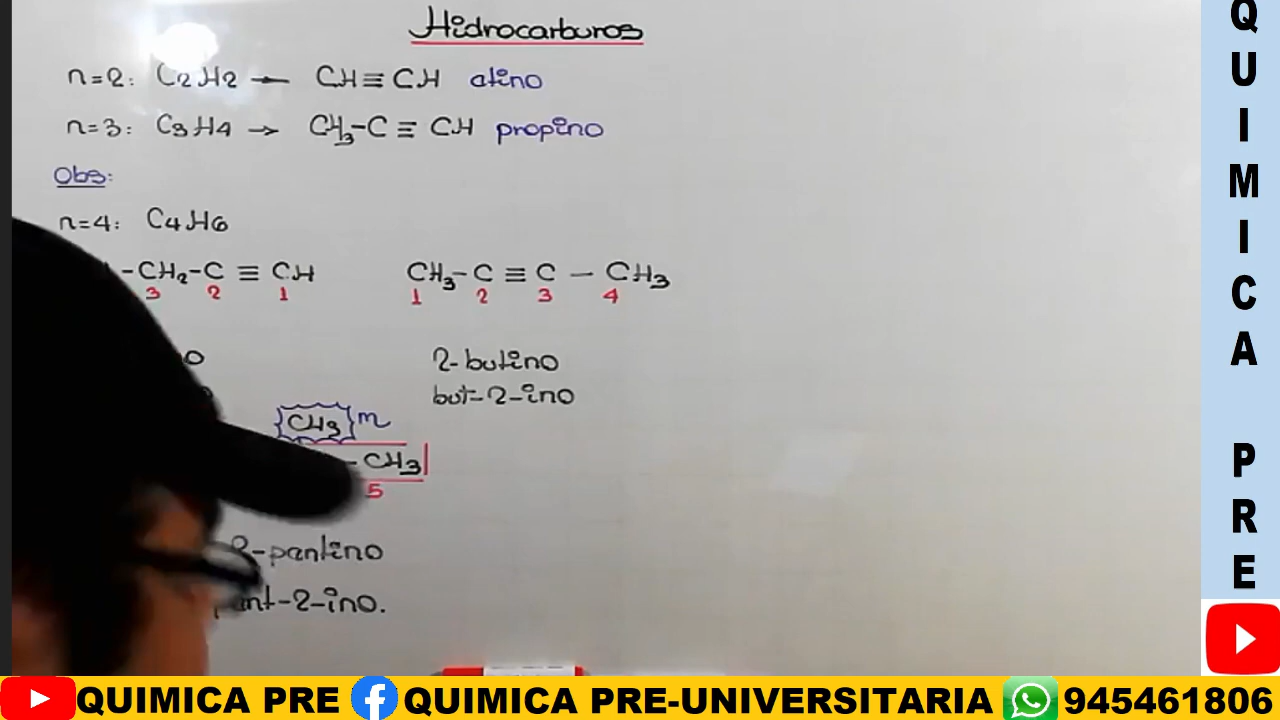 Hidrocarburos
n=2: C2H2 → CH≡CH etino
n=3: C3H4 → CH3-C≡CH propino
Obs:
n=4: C4H6
-CH2-C≡CH CH3-C≡C-CH3
3 2 1 1 2 3 4
2-butino
but-2-ino
CH3 m
-CH3
5
2-pentino
pent-2-ino.
QUIMICA PRE
QUIMICA PRE QUIMICA PRE-UNIVERSITARIA 945461806